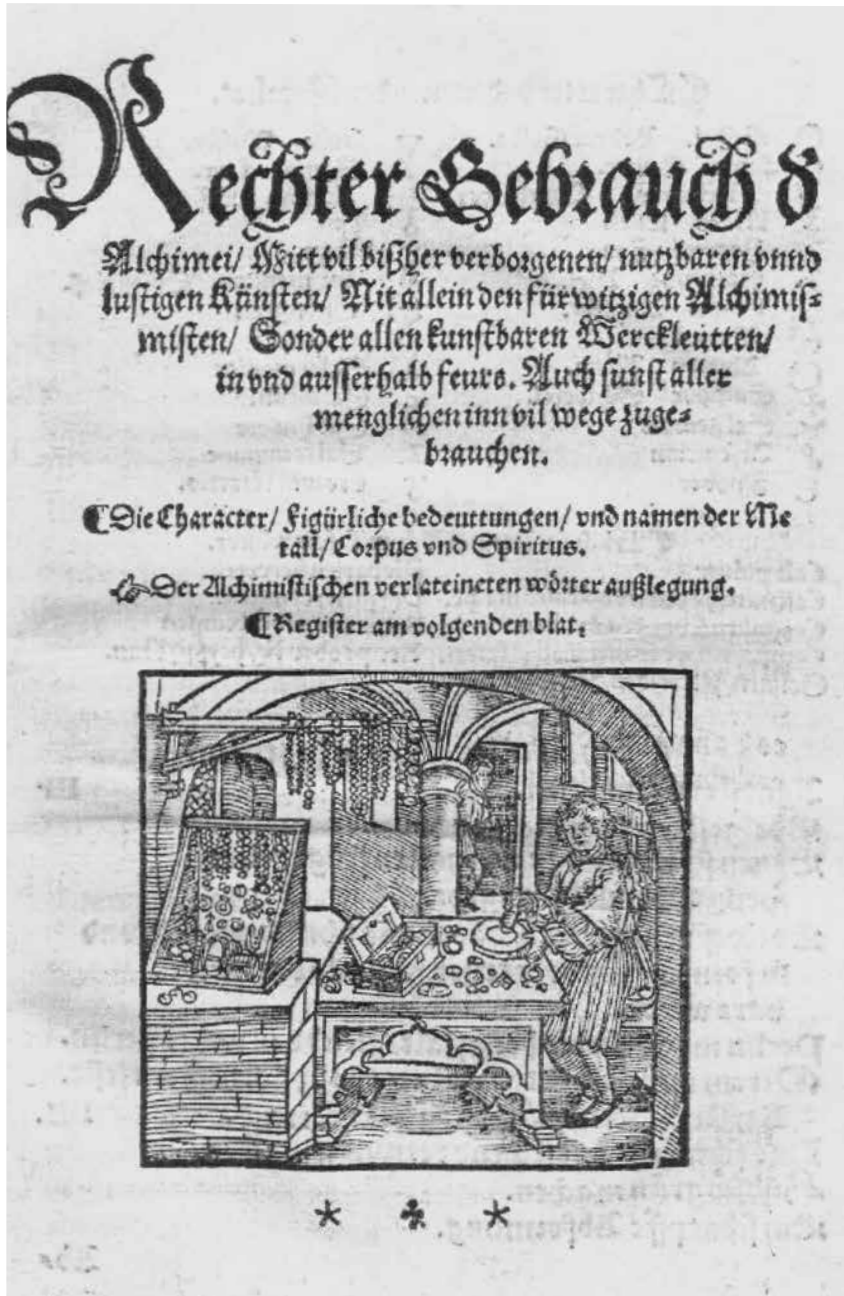 Rechter Gebrauch d
Alchimei/ Mitt vil bißher verborgenen/ nutzbaren vnnd
lustigen Künsten/ Nit allein den fürwitzigen Alchimis⸗
misten/ Sonder allen kunstbaren Werckleutten/
in vnd ausserhalb feurs. Auch sunst aller
menglichen inn vil wege zuge⸗
brauchen.
¶Die Character/ Figürliche bedeuttungen/ vnd namen der Me
tall/ Corpus vnd Spiritus.
☞Der Alchimistischen verlateineten wörter außlegung.
¶Register am volgenden blat.